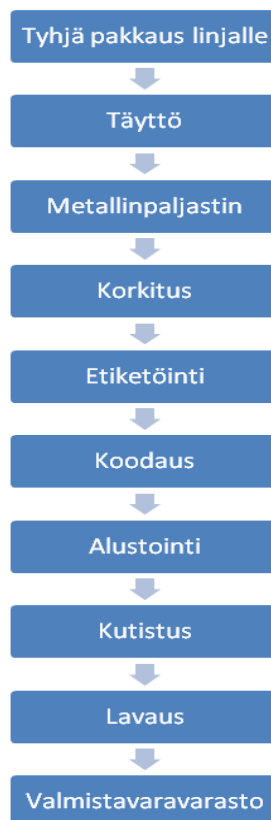 Tyhjä pakkaus linjalle
Täyttö
Metallinpaljastin
Korkitus
Etiketöinti
Koodaus
Alustointi
Kutistus
Lavaus
Valmistavaravarasto